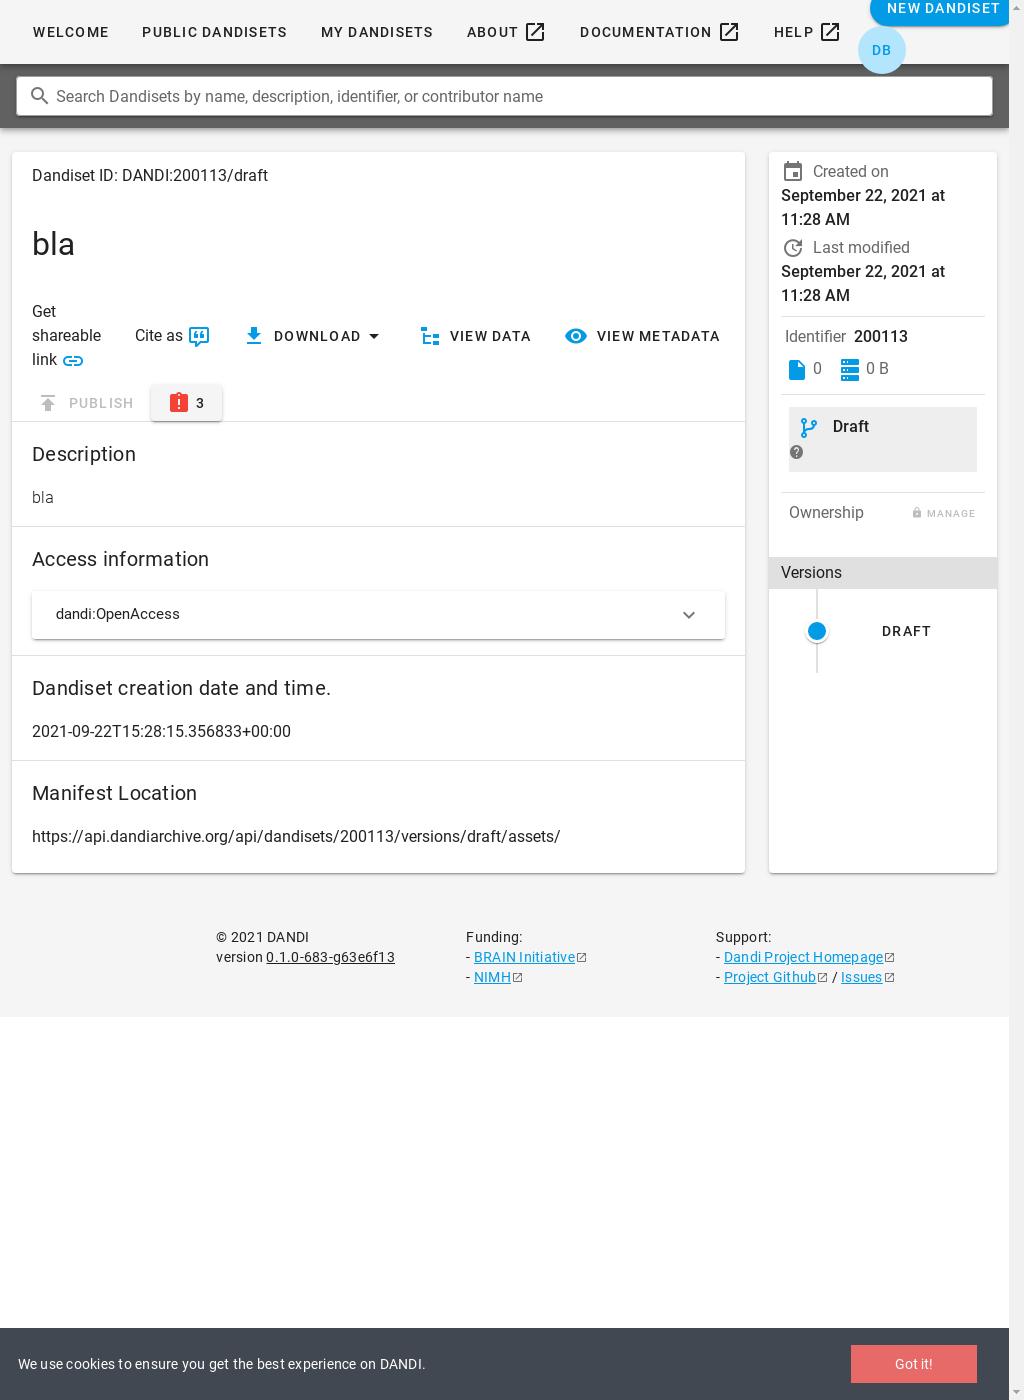 NEW DANDISET
WELCOME PUBLIC DANDISETS MY DANDISETS ABOUT DOCUMENTATION HELP
DB
Search Dandisets by name, description, identifier, or contributor name
Dandiset ID: DANDI:200113/draft
bla
Get shareable link
Cite as
DOWNLOAD
VIEW DATA
VIEW METADATA
PUBLISH
3
Description
bla
Access information
dandi:OpenAccess
Dandiset creation date and time.
2021-09-22T15:28:15.356833+00:00
Manifest Location
https://api.dandiarchive.org/api/dandisets/200113/versions/draft/assets/
Created on
September 22, 2021 at
11:28 AM
Last modified
September 22, 2021 at
11:28 AM
Identifier 200113
0 0 B
Draft
Ownership MANAGE
Versions
DRAFT
© 2021 DANDI
version 0.1.0-683-g63e6f13
Funding:
- BRAIN Initiative
- NIMH
Support:
- Dandi Project Homepage
- Project Github / Issues
We use cookies to ensure you get the best experience on DANDI.
Got it!